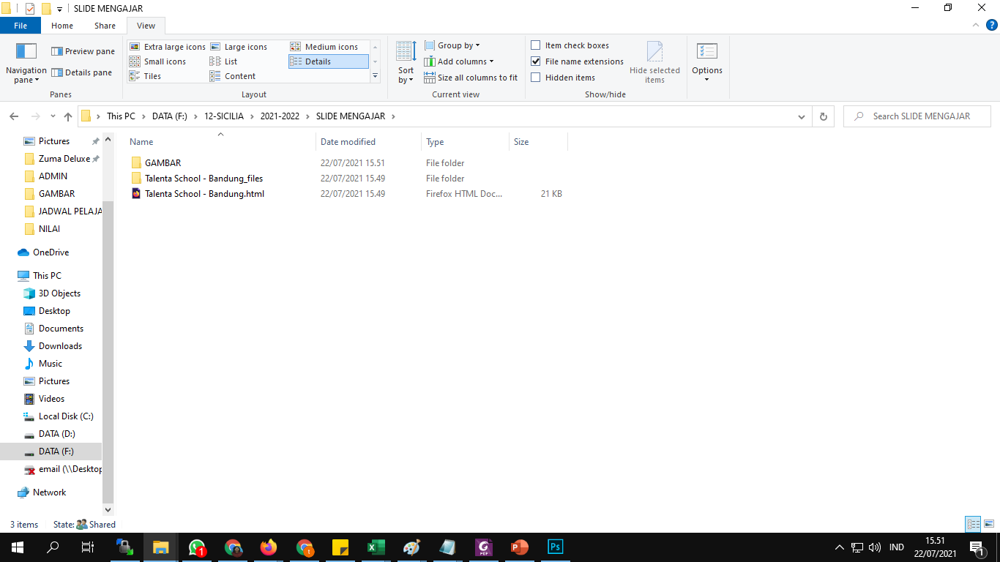 SLIDE MENGAJAR
File Home Share View
Navigation pane
Preview pane
Details pane
Panes
Extra large icons Large icons Medium icons
Small icons List Details
Tiles Content
Layout
Sort by
Group by
Add columns
Size all columns to fit
Current view
Item check boxes
File name extensions
Hidden items
Hide selected items
Show/hide
Options
This PC > DATA (F:) > 12-SICILIA > 2021-2022 > SLIDE MENGAJAR >
Search SLIDE MENGAJAR
Pictures
Zuma Deluxe
ADMIN
GAMBAR
JADWAL PELAJA
NILAI
OneDrive
This PC
3D Objects
Desktop
Documents
Downloads
Music
Pictures
Videos
Local Disk (C:)
DATA (D:)
DATA (F:)
email (\\Desktop
Network
Name Date modified Type Size
GAMBAR 22/07/2021 15.51 File folder
Talenta School - Bandung_files 22/07/2021 15.49 File folder
Talenta School - Bandung.html 22/07/2021 15.49 Firefox HTML Doc... 21 KB
3 items State: Shared
1
t
PDF
Ps
IND
15.51
22/07/2021
1